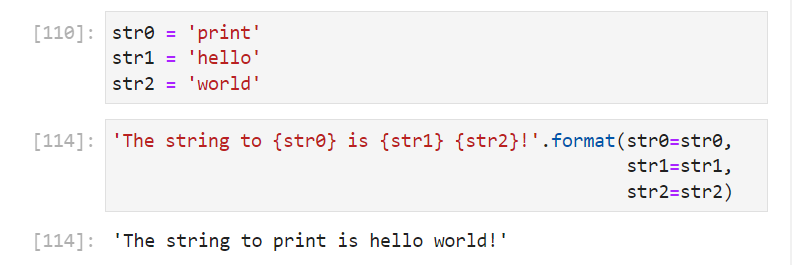 [110]: str0 = 'print'
str1 = 'hello'
str2 = 'world'
[114]: 'The string to {str0} is {str1} {str2}!'.format(str0=str0,
str1=str1,
str2=str2)
[114]: 'The string to print is hello world!'